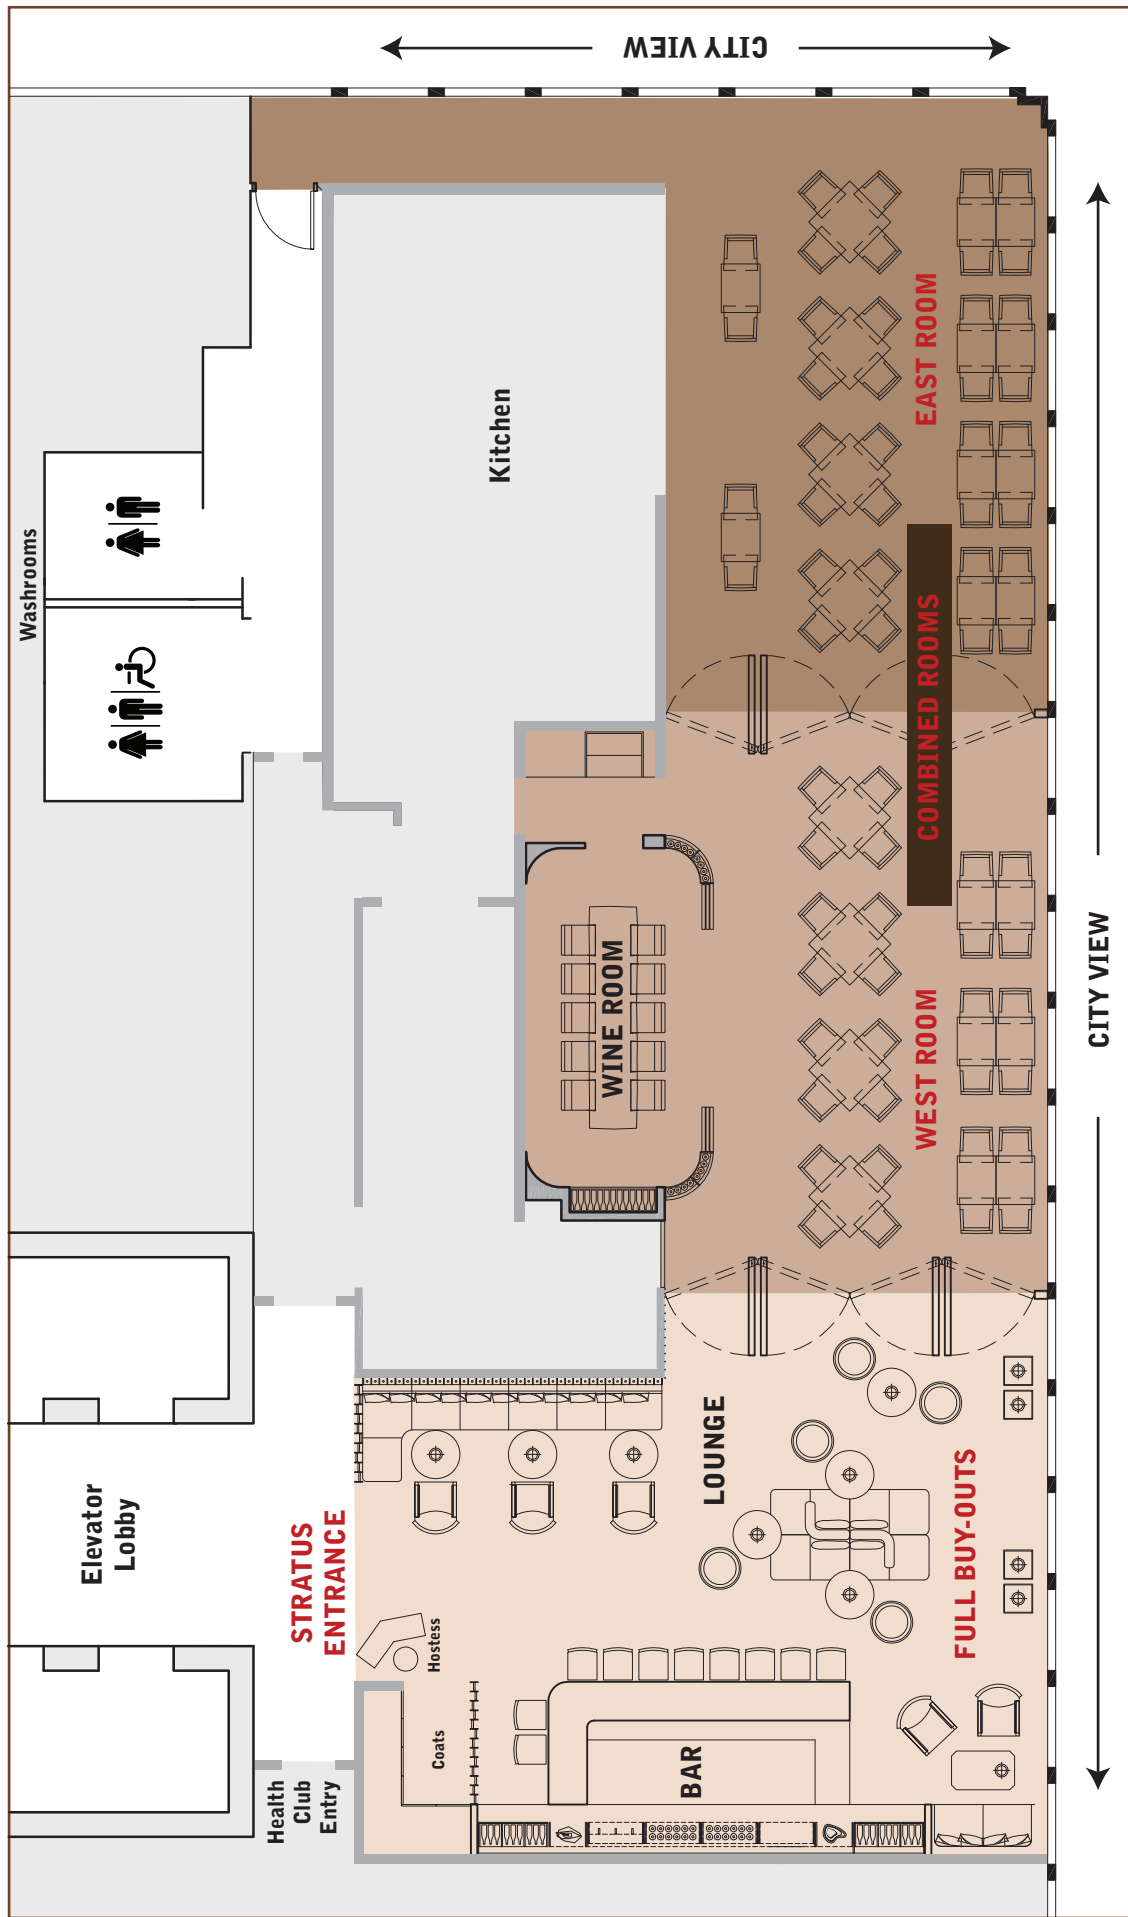 CITY VIEW
Washrooms
Kitchen
EAST ROOM
COMBINED ROOMS
WINE ROOM
WEST ROOM
CITY VIEW
Elevator
Lobby
STRATUS
ENTRANCE
LOUNGE
FULL BUY-OUTS
Hostess
Coats
BAR
Health
Club
Entry